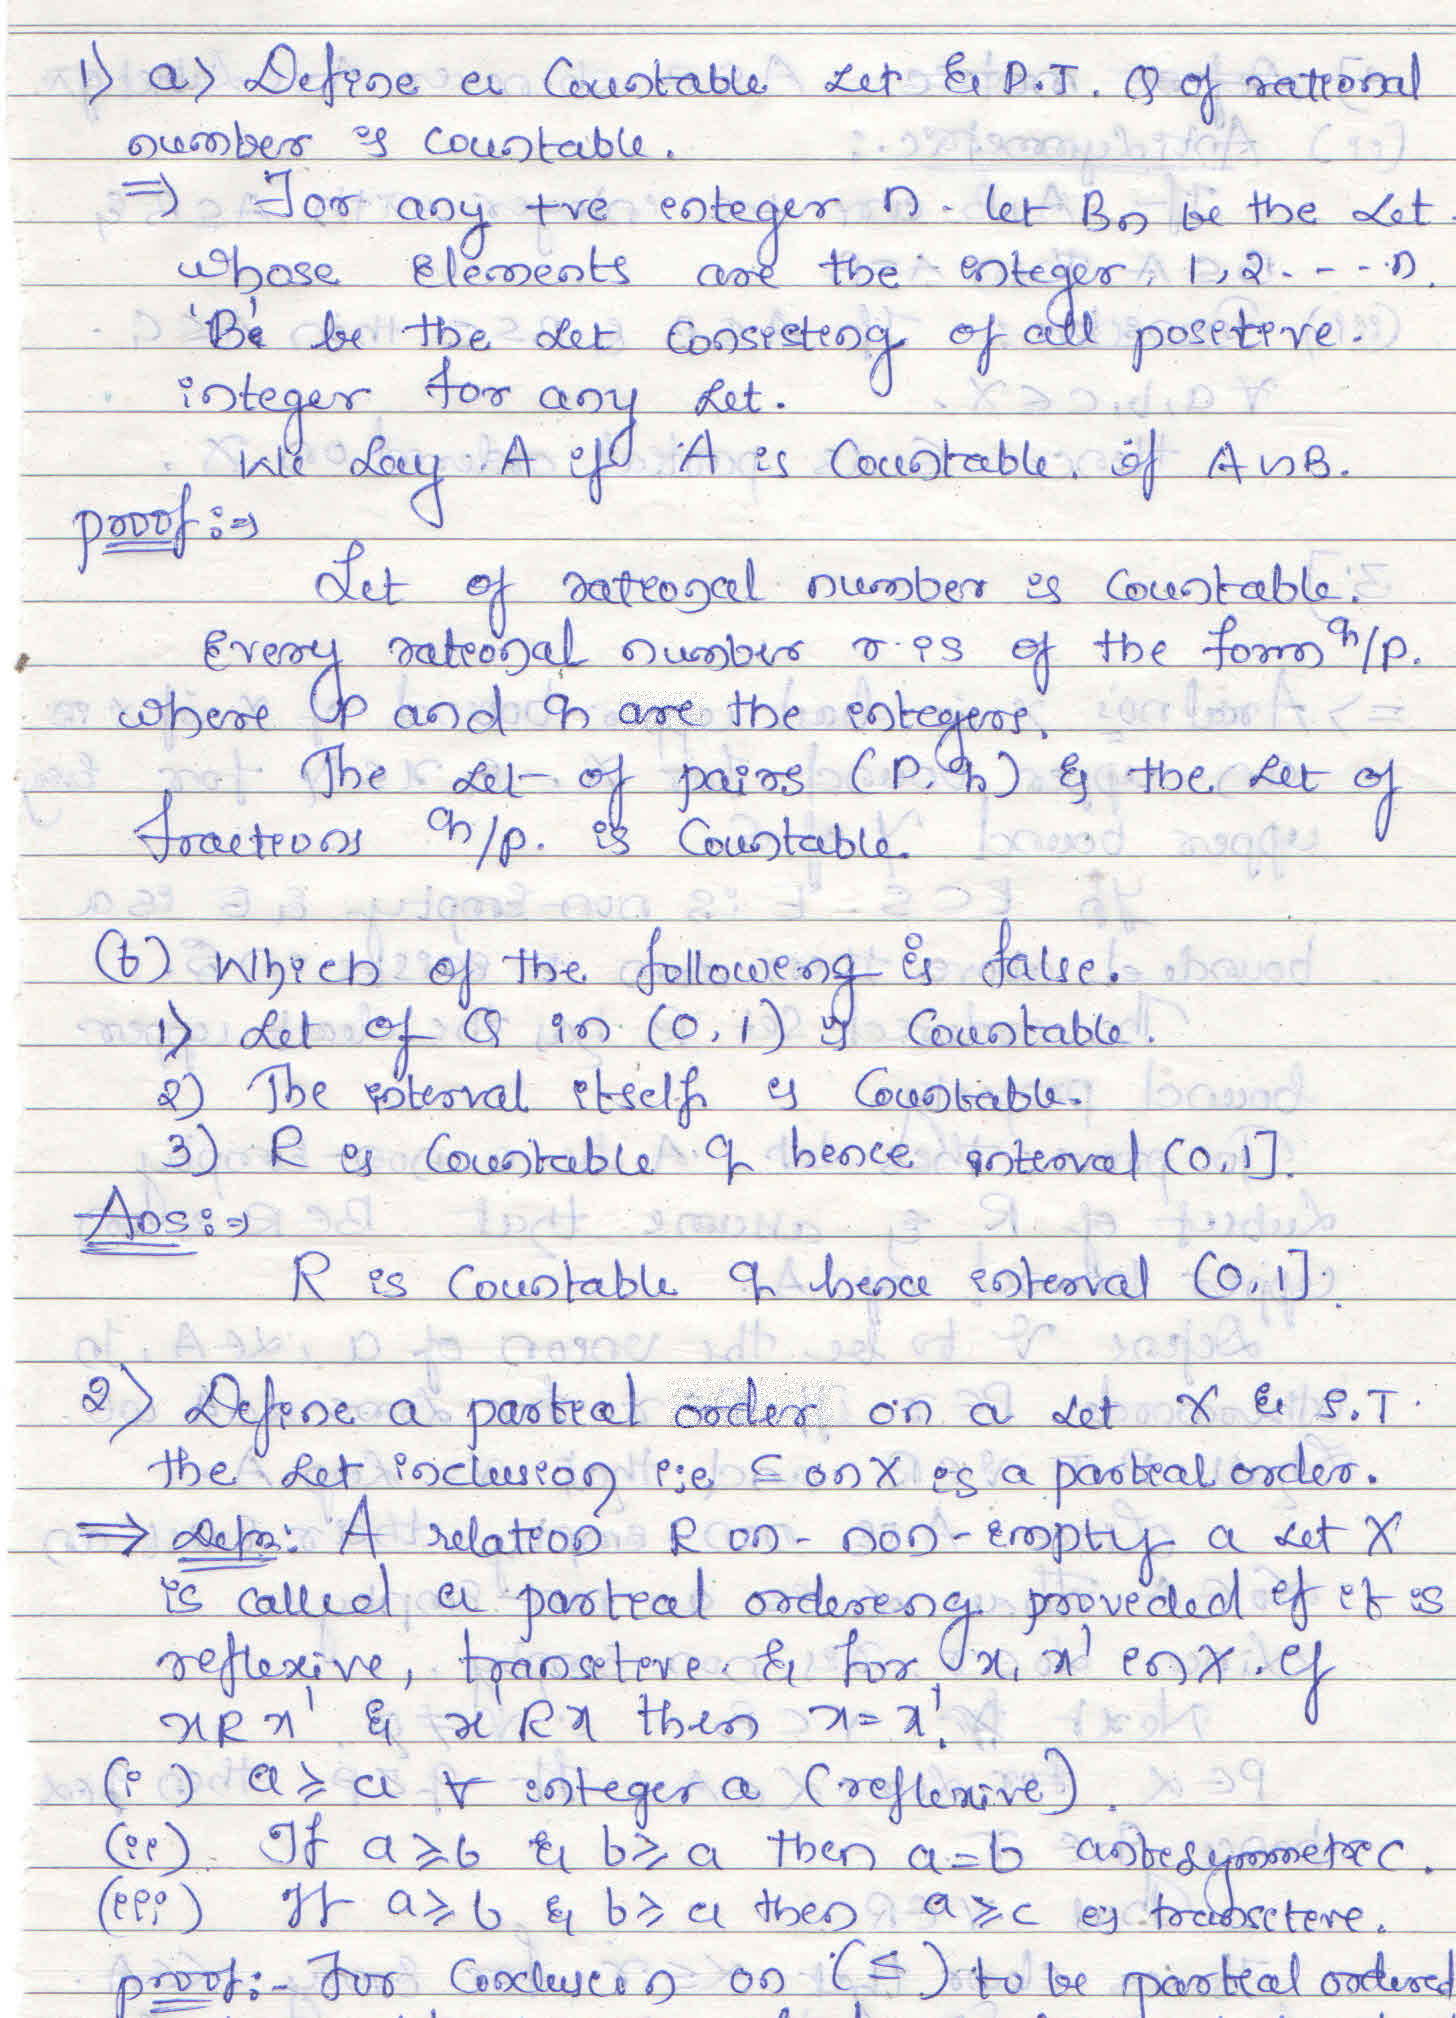 1) a) Define a Countable set & P.T. Q of rational
number is countable.
⇒ For any +ve integer n. let Bn be the set
whose Elements are the integer, 1, 2 - - - n.
'B' be the set Consisting of all positive.
integer for any set.
We say A if A is Countable. if A∩B.
proof :⇒
Set of rational number is Countable.
Every rational number r is of the form q/p.
where p and q are the integers.
The set of pairs (p, q) & the set of
fractions q/p. is Countable.
(b) Which of the following is false.
1) Set of Q in (0, 1) is Countable.
2) The interval itself is Countable.
3) R is Countable & hence interval (0, 1].
Ans :⇒
R is Countable & hence interval (0, 1].
2) Define a partial order on a set X & S.T.
the set inclusion i;e ⊆ on X is a partial order.
⇒ Defn: A relation R on - non-empty a set X
is called a partial ordering provided if it is
reflexive, transitive & for x, x' in X. if
xRx' & x'Rx then x = x'.
(i) a ≥ a ∀ integer a (reflexive).
(ii) If a ≥ b & b ≥ a then a = b antisymmetric.
(iii) If a ≥ b & b ≥ a then a ≥ c is transitive.
proof:- For Conclusion on (⊆) to be partial ordered